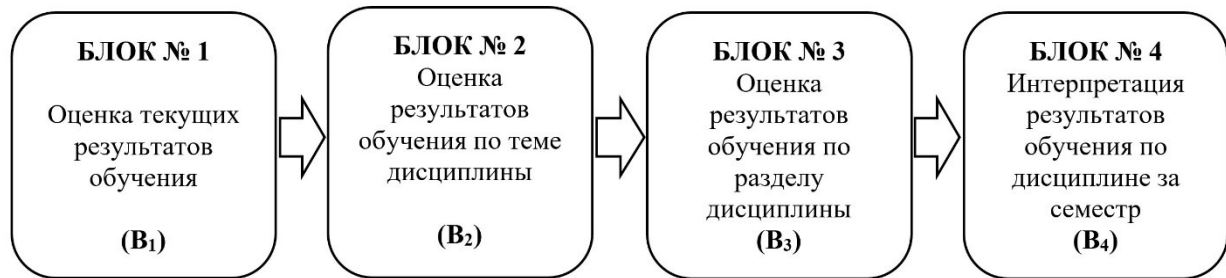 БЛОК № 1
Оценка текущих
результатов
обучения
(B₁)
БЛОК № 2
Оценка
результатов
обучения по теме
дисциплины
(B₂)
БЛОК № 3
Оценка
результатов
обучения по
разделу
дисциплины
(B₃)
БЛОК № 4
Интерпретация
результатов
обучения по
дисциплине за
семестр
(B₄)